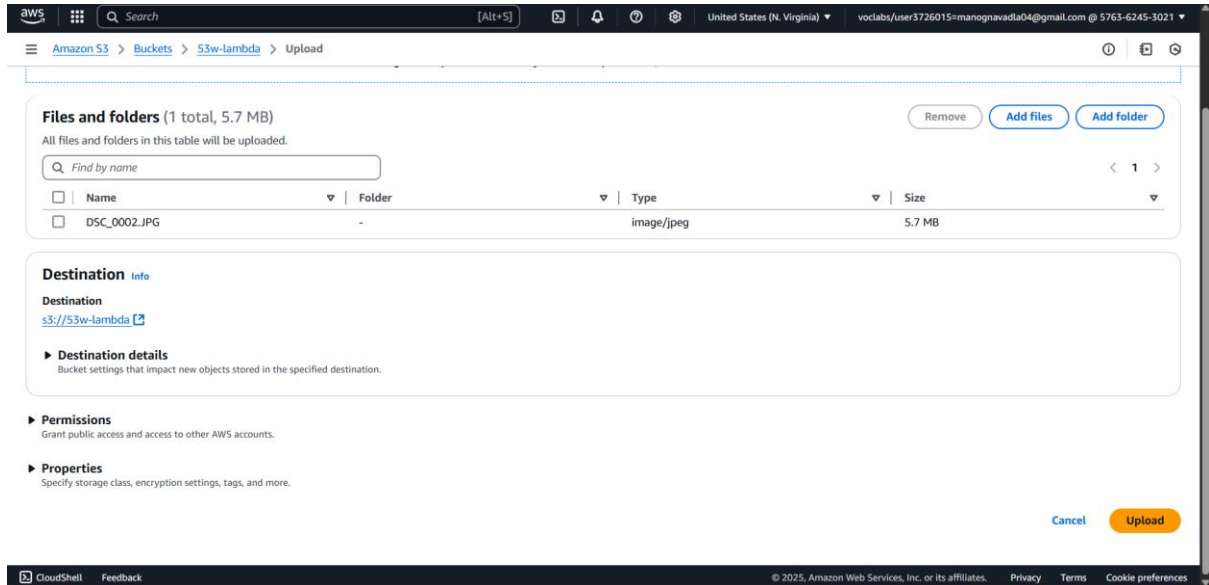 aws Search [Alt+S] United States (N. Virginia) voclabs/user3726015=manognavadla04@gmail.com @ 5763-6245-3021
Amazon S3 > Buckets > 53w-lambda > Upload
Files and folders (1 total, 5.7 MB) Remove Add files Add folder
All files and folders in this table will be uploaded.
Find by name 1
Name Folder Type Size
DSC_0002.JPG - image/jpeg 5.7 MB
Destination Info
Destination
s3://53w-lambda
Destination details
Bucket settings that impact new objects stored in the specified destination.
Permissions
Grant public access and access to other AWS accounts.
Properties
Specify storage class, encryption settings, tags, and more.
Cancel Upload
CloudShell Feedback © 2025, Amazon Web Services, Inc. or its affiliates. Privacy Terms Cookie preferences